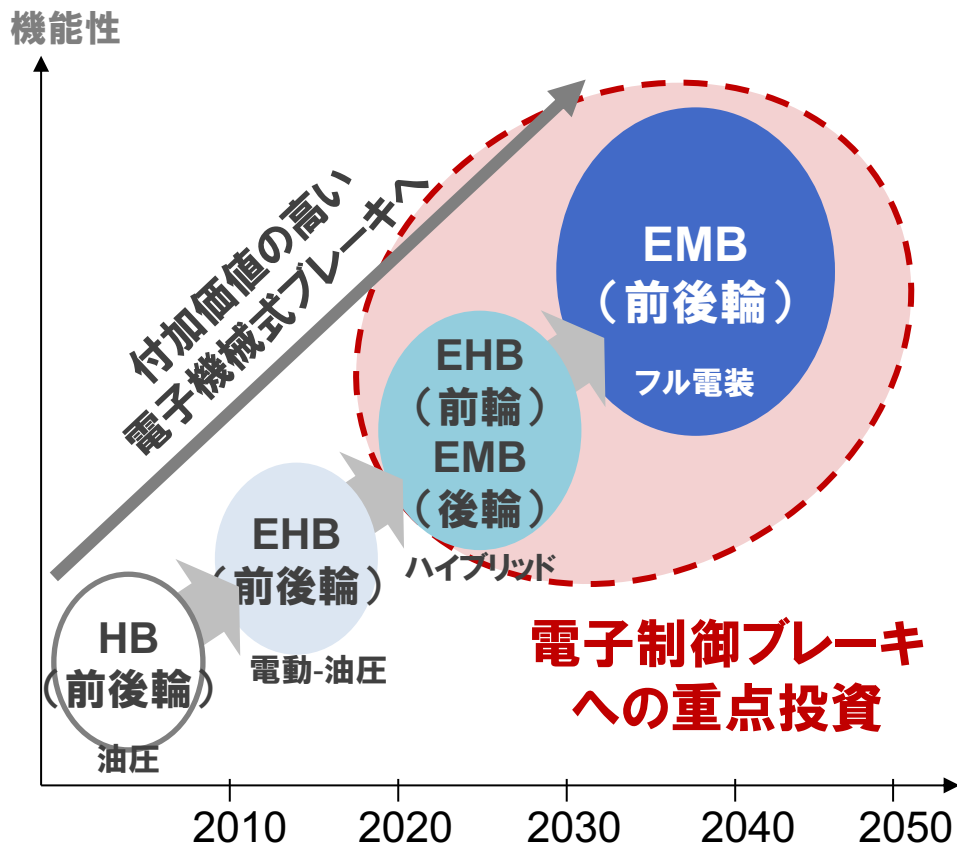 機能性
付加価値の高い
電子機械式ブレーキへ
EMB
（前後輪）
フル電装
EHB
（前輪）
EMB
（後輪）
ハイブリッド
EHB
（前後輪）
電動-油圧
HB
（前後輪）
油圧
電子制御ブレーキ
への重点投資
2010
2020
2030
2040
2050